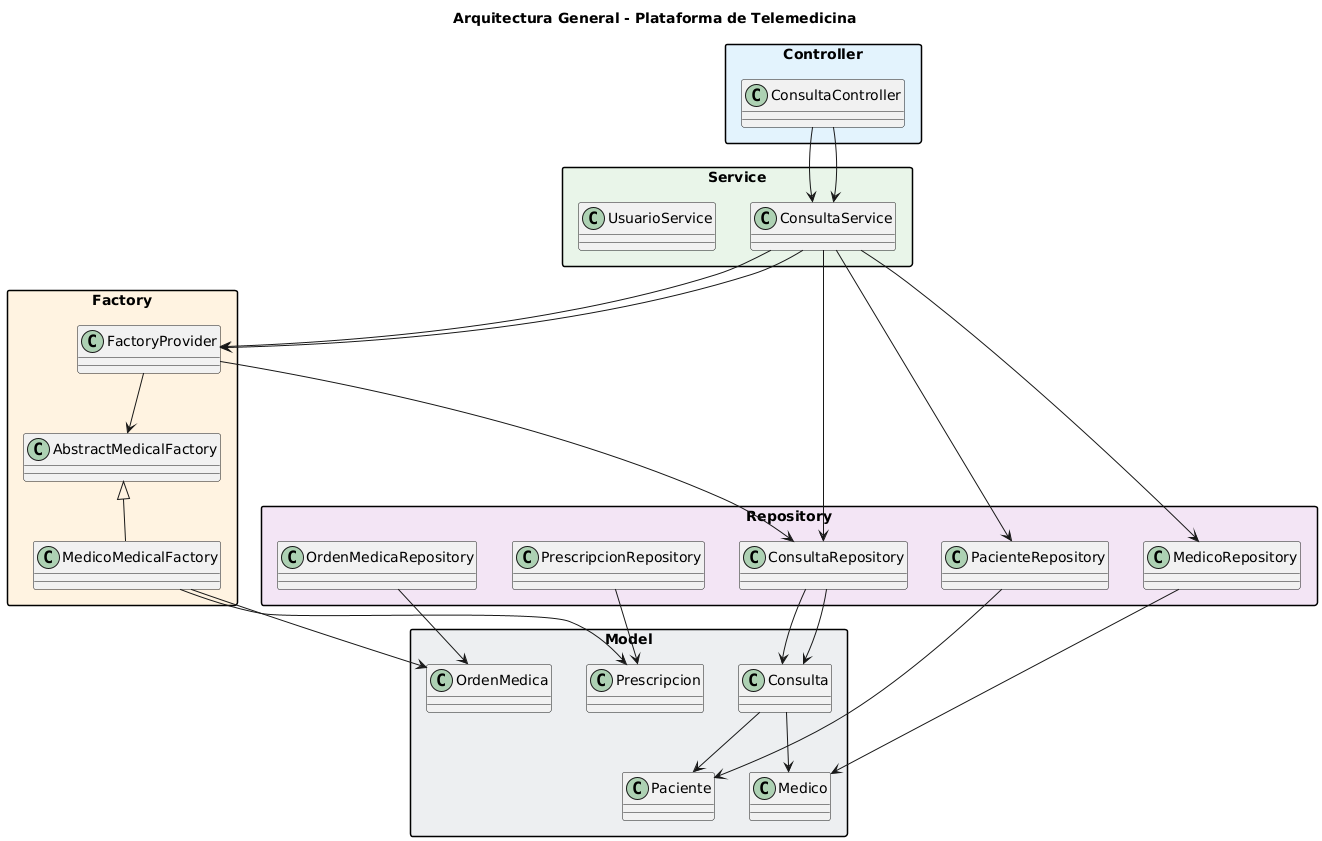 Arquitectura General - Plataforma de Telemedicina
Controller
C ConsultaController
Service
C UsuarioService
C ConsultaService
Factory
C FactoryProvider
C AbstractMedicalFactory
C MedicoMedicalFactory
Repository
C OrdenMedicaRepository
C PrescripcionRepository
C ConsultaRepository
C PacienteRepository
C MedicoRepository
Model
C OrdenMedica
C Prescripcion
C Consulta
C Paciente
C Medico